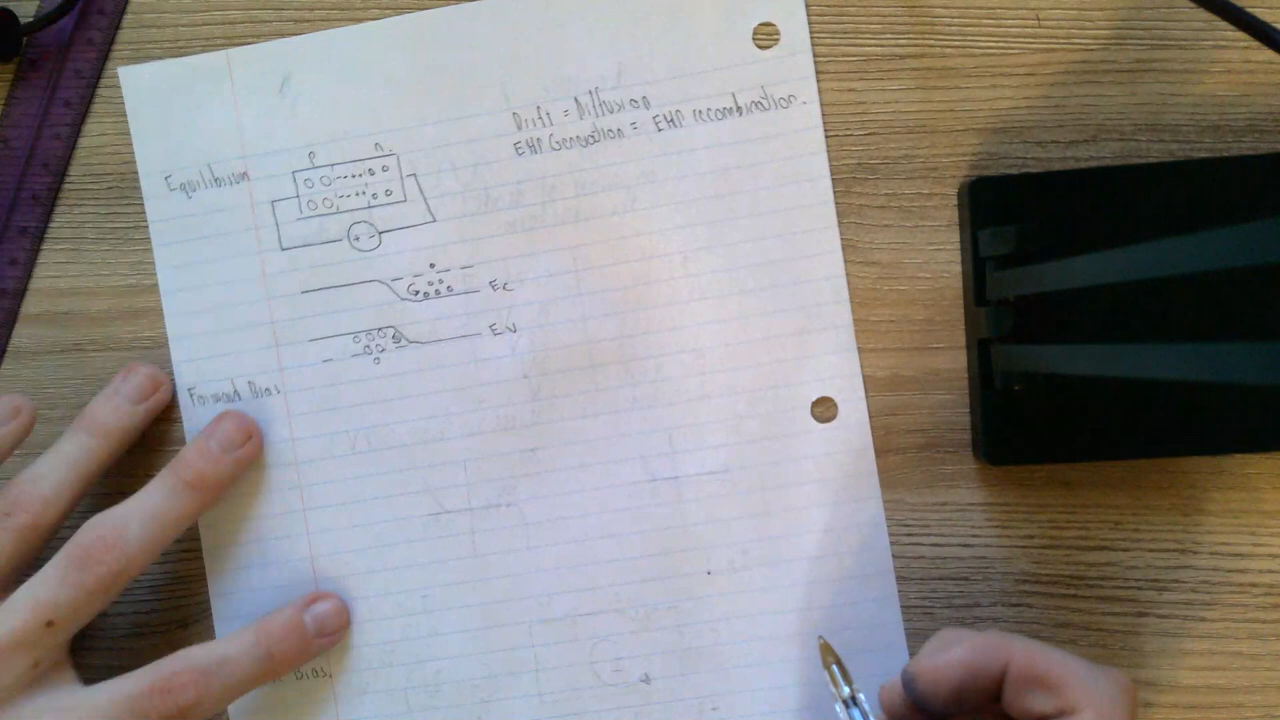 Drift = Diffusion
EHP Generation = EHP recombination.
Equilibrium
p n.
Ec
Ev
Forward Bias
Bias.